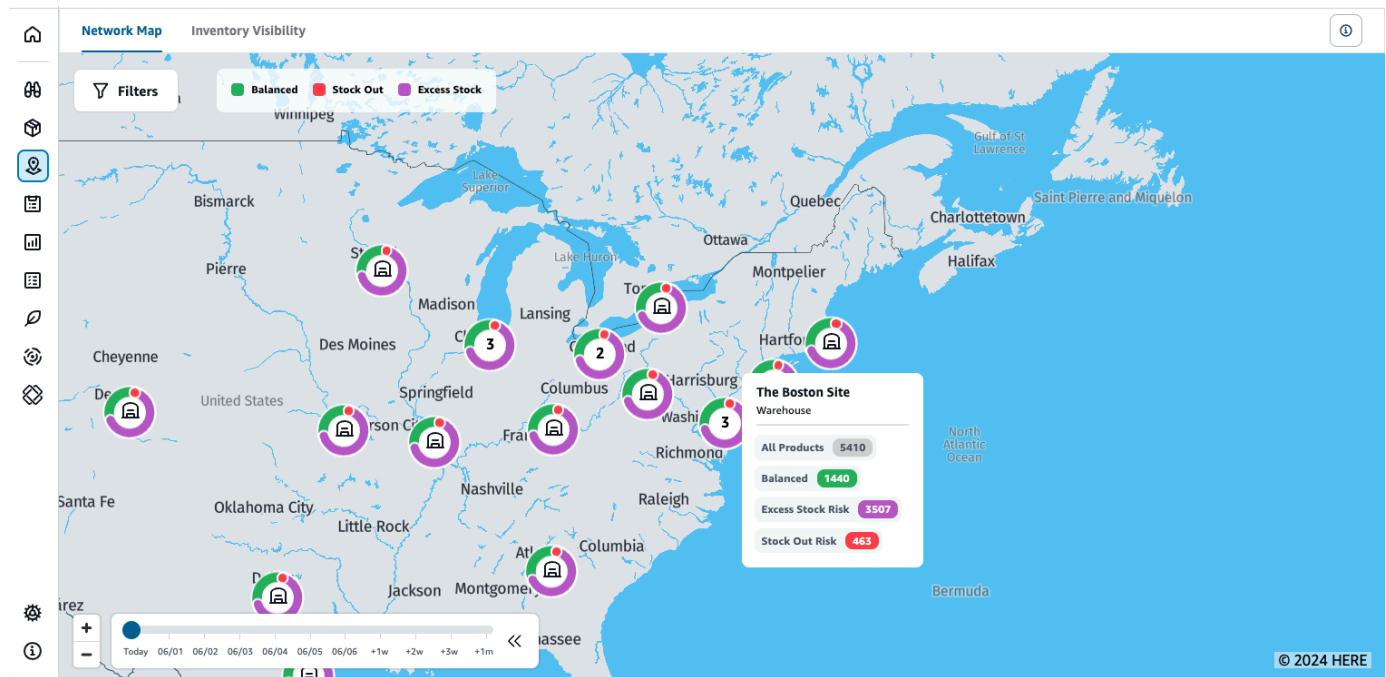 Network Map
Inventory Visibility
Filters
Balanced
Stock Out
Excess Stock
Winnipeg
Gulf of St
Lawrence
Lake
Superior
Bismarck
Quebec
Saint Pierre and Miquelon
Charlottetown
Ottawa
Lake Huron
Halifax
Pierre
Montpelier
Madison
Lansing
3
2
Des Moines
Cheyenne
Columbus
Harrisburg
Springfield
United States
3
Richmond
The Boston Site
Warehouse
All Products 5410
Balanced 1440
Excess Stock Risk 3507
Stock Out Risk 463
North
Atlantic
Ocean
Nashville
Raleigh
Santa Fe
Oklahoma City
Little Rock
Columbia
Jackson
Bermuda
+
−
Today 06/01 06/02 06/03 06/04 06/05 06/06 +1w +2w +3w +1m
© 2024 HERE